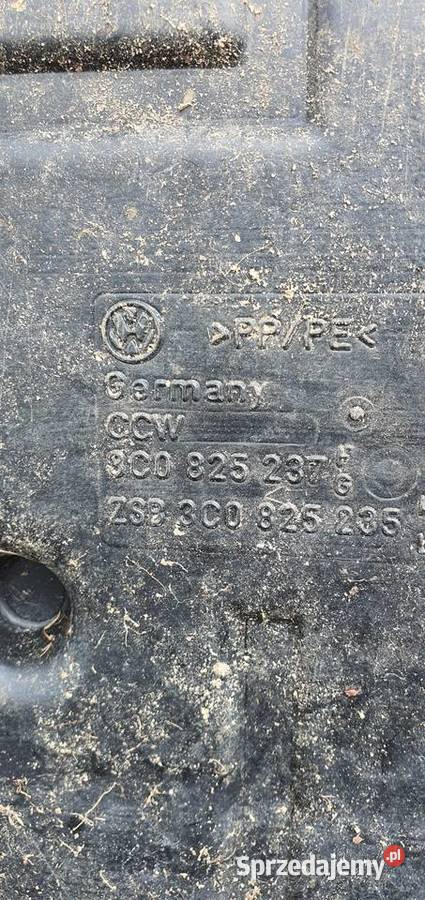 >PP/PE<
Germany
CCW
3C0 825 237 F G
ZSB 3C0 825 235
Sprzedajemy.pl